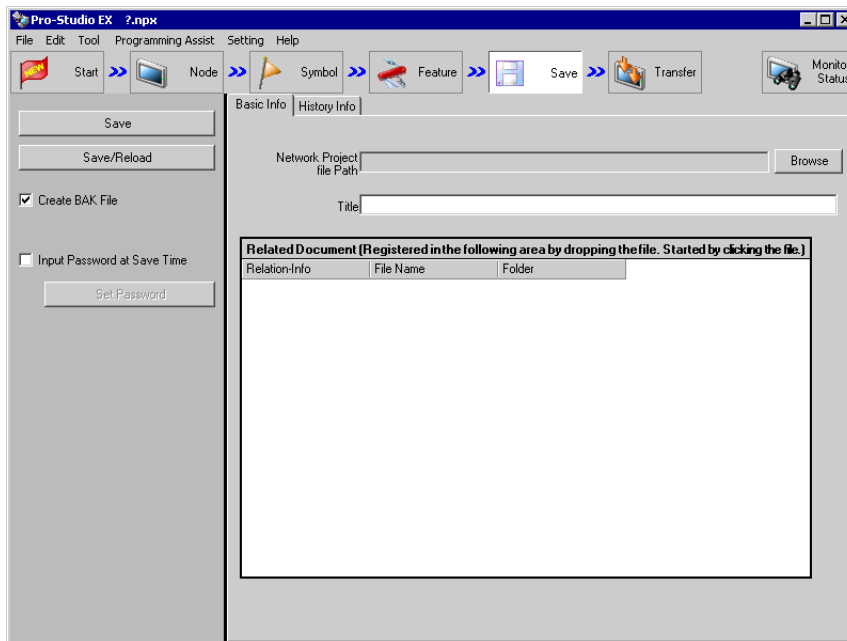 Pro-Studio EX ?.npx
File Edit Tool Programming Assist Setting Help
NEW Start Node Symbol Feature Save Transfer Monito
Status
Save
Save/Reload
Create BAK File
Input Password at Save Time
Set Password
Basic Info History Info
Network Project
file Path
Browse
Title
Related Document (Registered in the following area by dropping the file. Started by clicking the file.)
Relation-Info File Name Folder